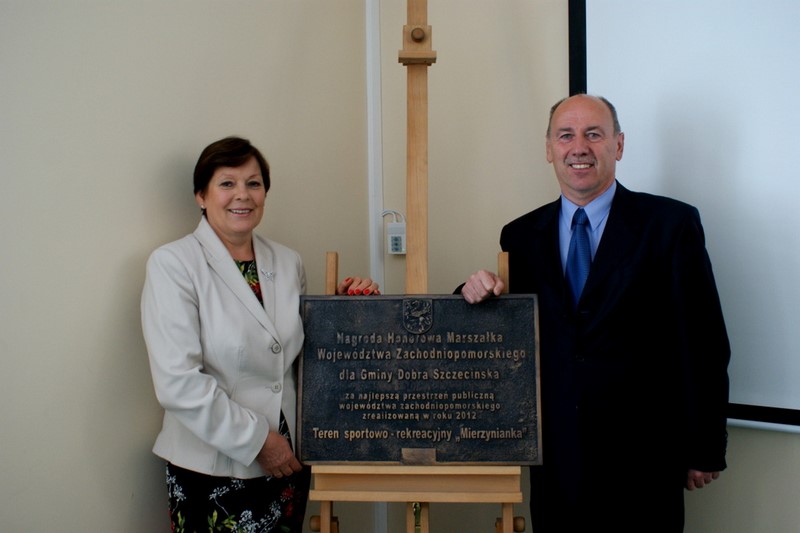 Nagroda Honorowa Marszałka
Województwa Zachodniopomorskiego
dla Gminy Dobra Szczecińska
za najlepszą przestrzeń publiczną
województwa zachodniopomorskiego
zrealizowaną w roku 2012
Teren sportowo - rekreacyjny „Mierzynianka"